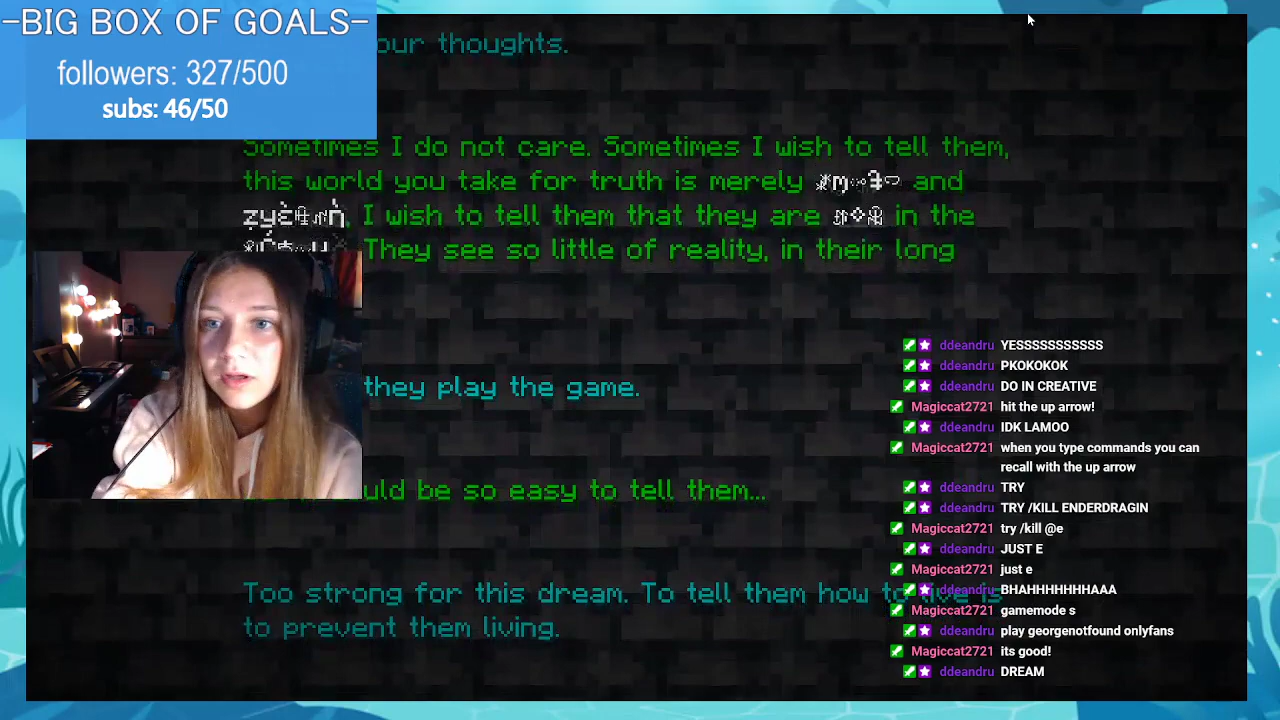 -BIG BOX OF GOALS-
followers: 327/500
subs: 46/50
our thoughts.
Sometimes I do not care. Sometimes I wish to tell them,
this world you take for truth is merely and
I wish to tell them that they are in the
They see so little of reality, in their long
they play the game.
be so easy to tell them...
Too strong for this dream. To tell them how to live is
to prevent them living.
ddeandru YESSSSSSSSSSS
ddeandru PKOKOKOK
ddeandru DO IN CREATIVE
Magiccat2721 hit the up arrow!
ddeandru IDK LAMOO
Magiccat2721 when you type commands you can
recall with the up arrow
ddeandru TRY
ddeandru TRY /KILL ENDERDRAGIN
Magiccat2721 try /kill @e
ddeandru JUST E
Magiccat2721 just e
ddeandru BHAHHHHHHAAA
Magiccat2721 gamemode s
ddeandru play georgenotfound onlyfans
Magiccat2721 its good!
ddeandru DREAM